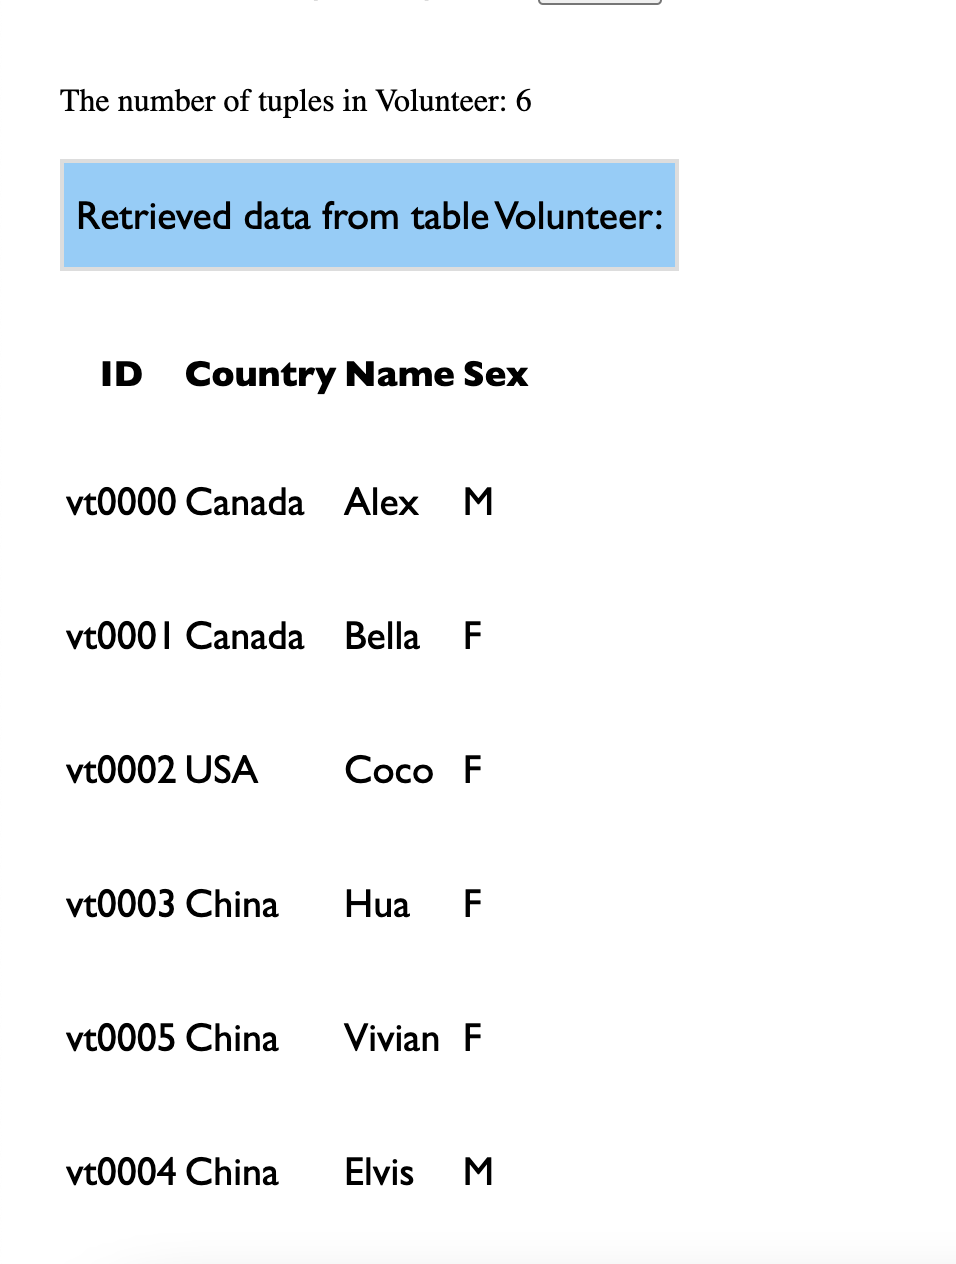 The number of tuples in Volunteer: 6
Retrieved data from table Volunteer:
ID Country Name Sex
vt0000 Canada Alex M
vt0001 Canada Bella F
vt0002 USA Coco F
vt0003 China Hua F
vt0005 China Vivian F
vt0004 China Elvis M